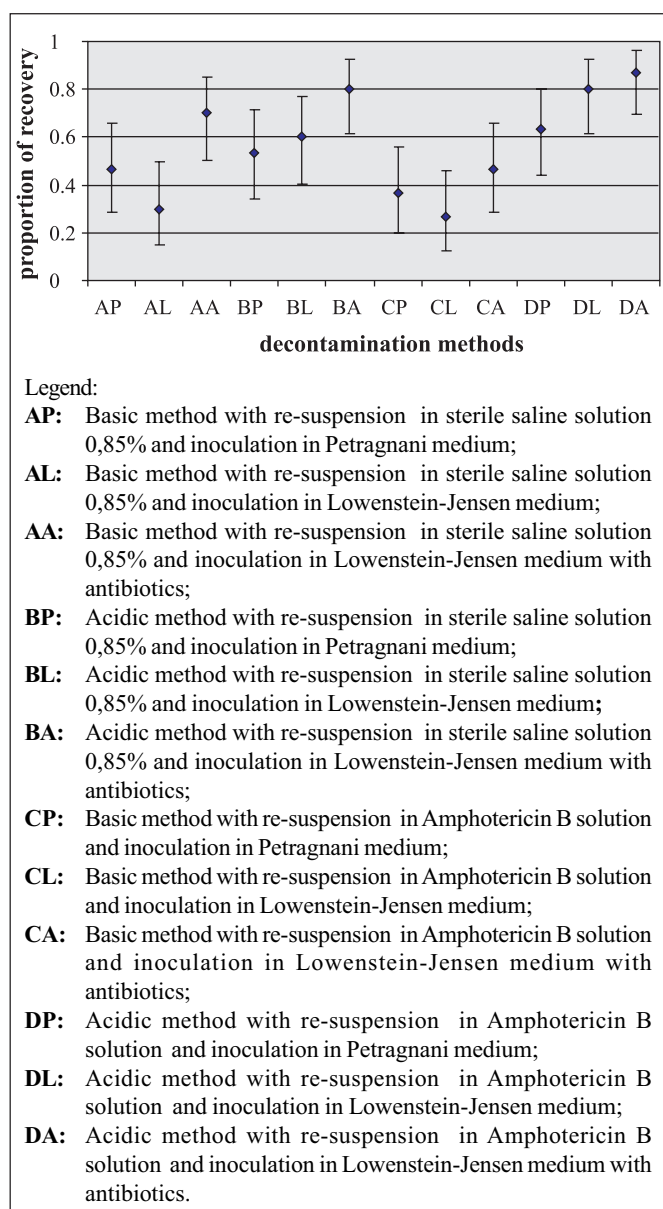 proportion of recovery
1
0.8
0.6
0.4
0.2
0
AP AL AA BP BL BA CP CL CA DP DL DA
decontamination methods
Legend:
AP: Basic method with re-suspension in sterile saline solution
0,85% and inoculation in Petragnani medium;
AL: Basic method with re-suspension in sterile saline solution
0,85% and inoculation in Lowenstein-Jensen medium;
AA: Basic method with re-suspension in sterile saline solution
0,85% and inoculation in Lowenstein-Jensen medium with
antibiotics;
BP: Acidic method with re-suspension in sterile saline solution
0,85% and inoculation in Petragnani medium;
BL: Acidic method with re-suspension in sterile saline solution
0,85% and inoculation in Lowenstein-Jensen medium;
BA: Acidic method with re-suspension in sterile saline solution
0,85% and inoculation in Lowenstein-Jensen medium with
antibiotics;
CP: Basic method with re-suspension in Amphotericin B solution
and inoculation in Petragnani medium;
CL: Basic method with re-suspension in Amphotericin B solution
and inoculation in Lowenstein-Jensen medium;
CA: Basic method with re-suspension in Amphotericin B solution
and inoculation in Lowenstein-Jensen medium with
antibiotics;
DP: Acidic method with re-suspension in Amphotericin B
solution and inoculation in Petragnani medium;
DL: Acidic method with re-suspension in Amphotericin B
solution and inoculation in Lowenstein-Jensen medium;
DA: Acidic method with re-suspension in Amphotericin B
solution and inoculation in Lowenstein-Jensen medium with
antibiotics.